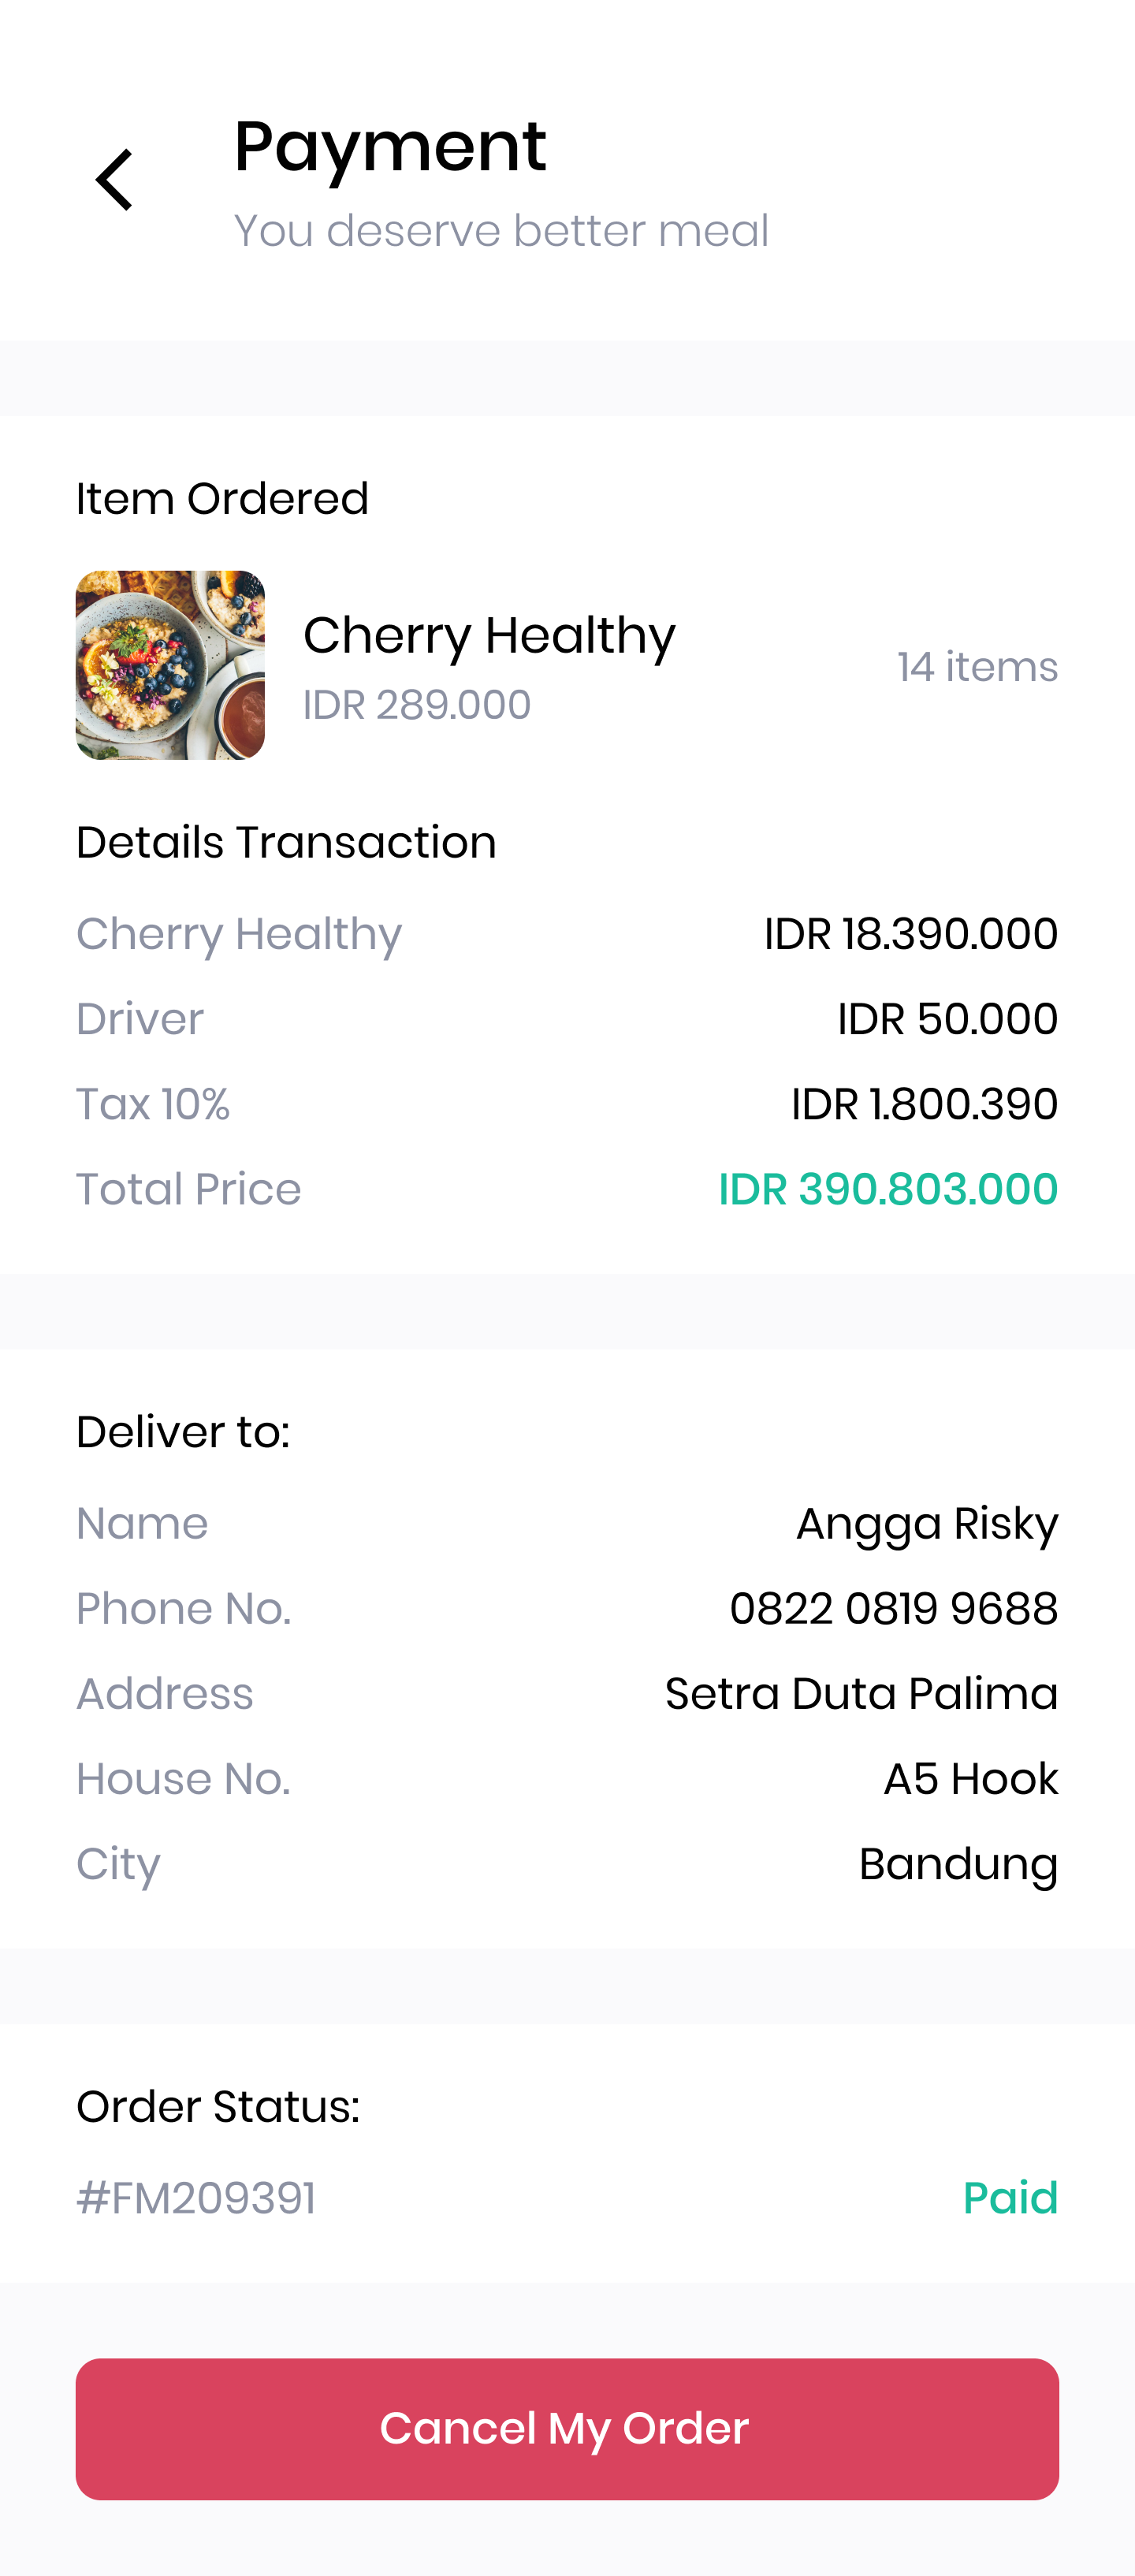 Payment
You deserve better meal
Item Ordered
Cherry Healthy
IDR 289.000
14 items
Details Transaction
Cherry Healthy IDR 18.390.000
Driver IDR 50.000
Tax 10% IDR 1.800.390
Total Price IDR 390.803.000
Deliver to:
Name Angga Risky
Phone No. 0822 0819 9688
Address Setra Duta Palima
House No. A5 Hook
City Bandung
Order Status:
#FM209391 Paid
Cancel My Order